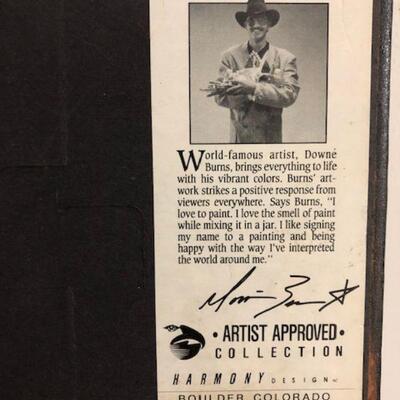 World-famous artist, Downé
Burns, brings everything to life
with his vibrant colors. Burns' art-
work strikes a positive response from
viewers everywhere. Says Burns, "I
love to paint. I love the smell of paint
while mixing it in a jar. I like signing
my name to a painting and being
happy with the way I've interpreted
the world around me."
• ARTIST APPROVED •
COLLECTION
HARMONY DESIGN
BOULDER COLORADO